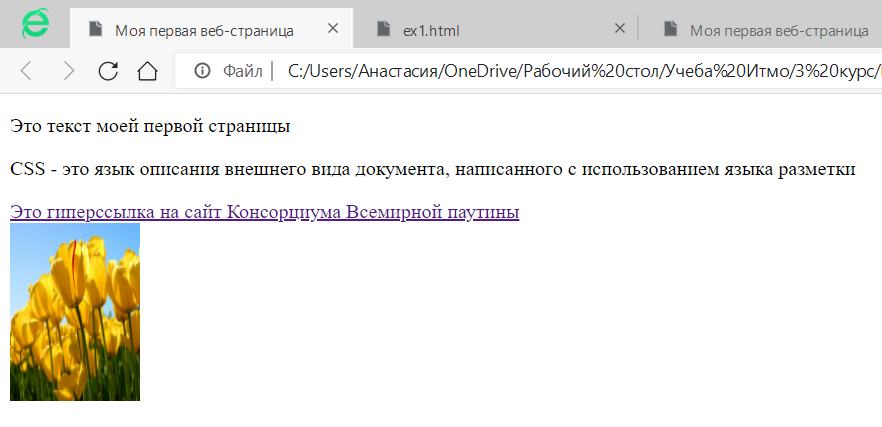 Моя первая веб-страница
ex1.html
Моя первая веб-страница
Файл | C:/Users/Анастасия/OneDrive/Рабочий%20стол/Учеба%20Итмо/3%20курс/
Это текст моей первой страницы
CSS - это язык описания внешнего вида документа, написанного с использованием языка разметки
Это гиперссылка на сайт Консорциума Всемирной паутины